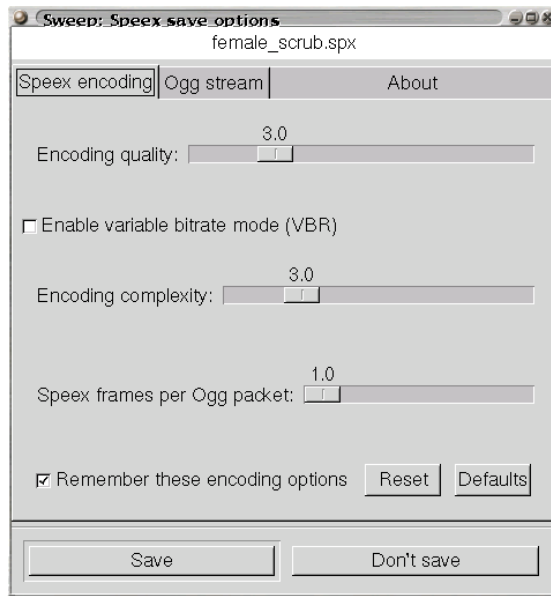 Sweep: Speex save options
female_scrub.spx
Speex encoding Ogg stream About
3.0
Encoding quality:
Enable variable bitrate mode (VBR)
3.0
Encoding complexity:
1.0
Speex frames per Ogg packet:
Remember these encoding options Reset Defaults
Save Don't save